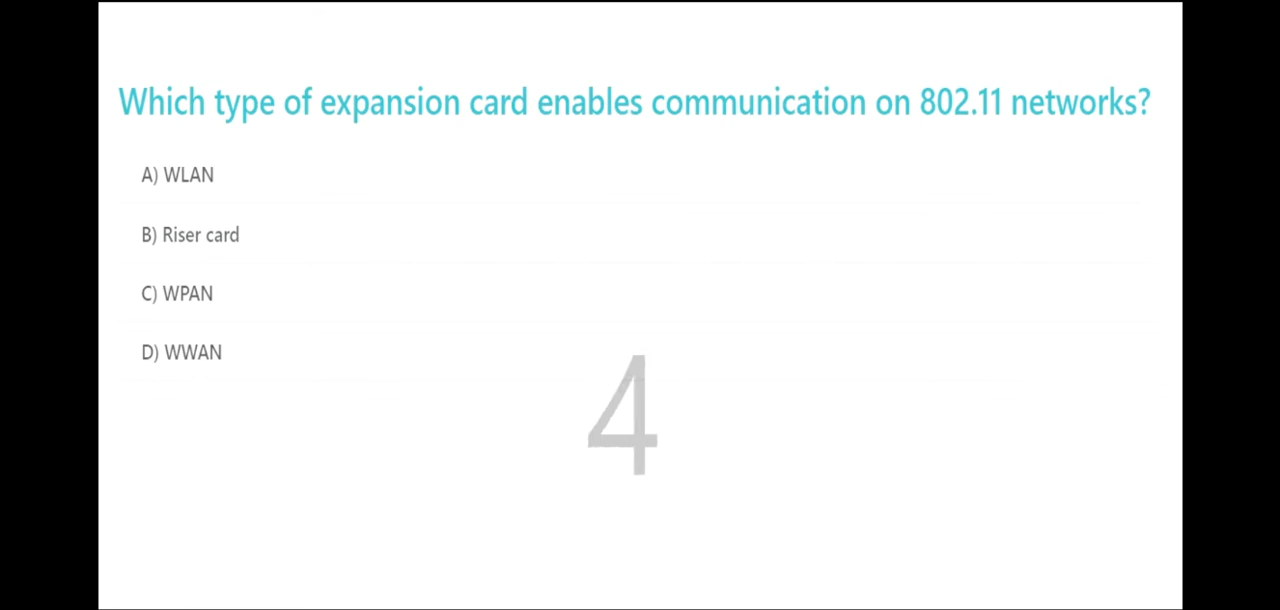 Which type of expansion card enables communication on 802.11 networks?
A) WLAN
B) Riser card
C) WPAN
D) WWAN
4